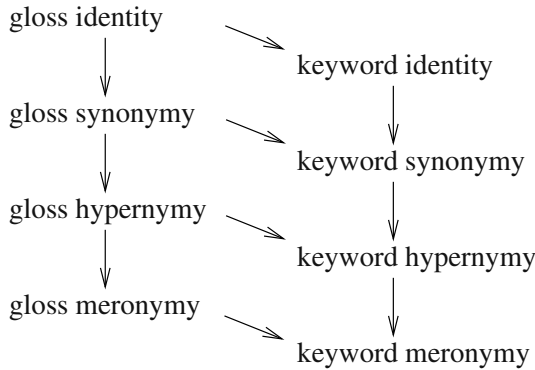 gloss identity
keyword identity
gloss synonymy
keyword synonymy
gloss hypernymy
keyword hypernymy
gloss meronymy
keyword meronymy